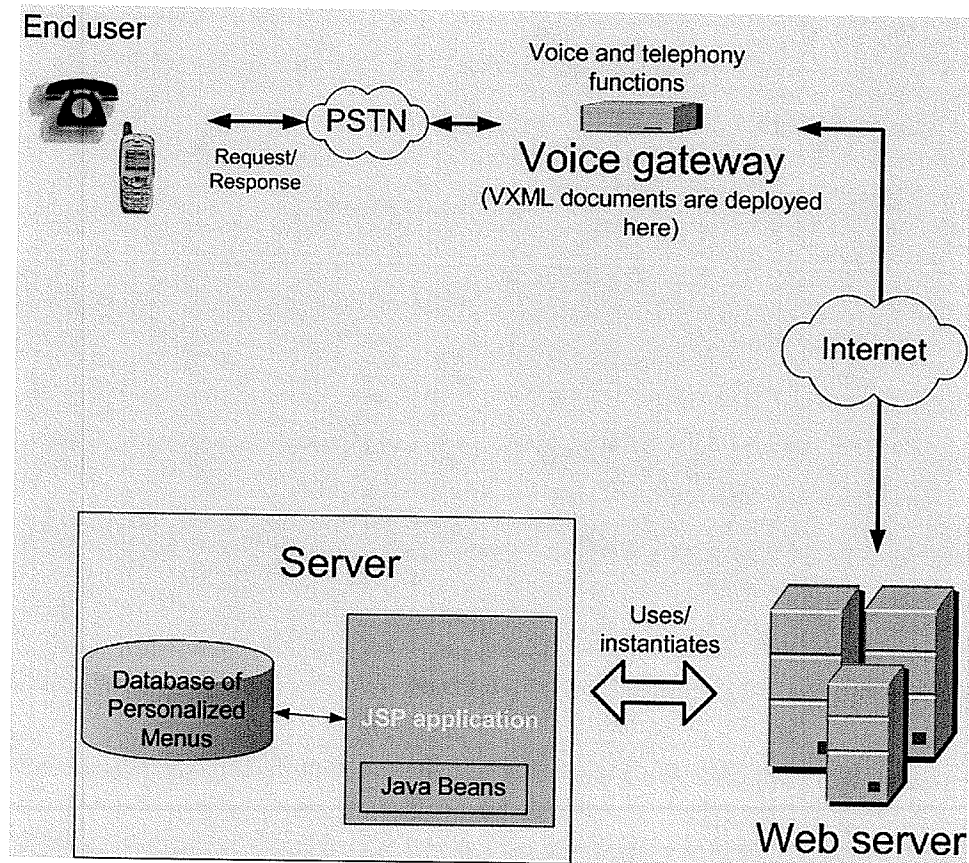 End user
Voice and telephony
functions
PSTN
Request/
Response
Voice gateway
(VXML documents are deployed
here)
Internet
Server
Database of
Personalized
Menus
JSP application
Java Beans
Uses/
instantiates
Web server